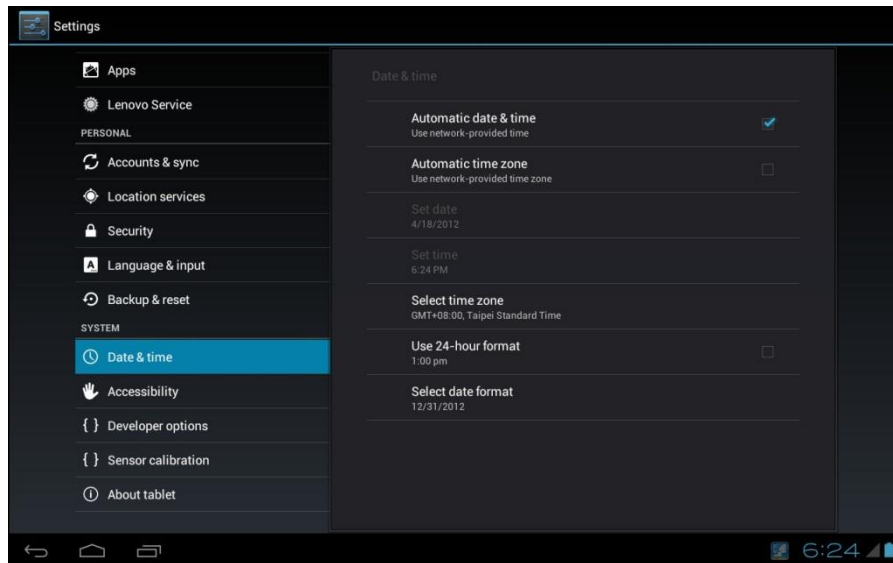 Settings
Apps
Lenovo Service
PERSONAL
Accounts & sync
Location services
Security
Language & input
Backup & reset
SYSTEM
Date & time
Accessibility
{ } Developer options
{ } Sensor calibration
About tablet
Date & time
Automatic date & time
Use network-provided time
Automatic time zone
Use network-provided time zone
Set date
4/18/2012
Set time
6:24 PM
Select time zone
GMT+08:00, Taipei Standard Time
Use 24-hour format
1:00 pm
Select date format
12/31/2012
6:24